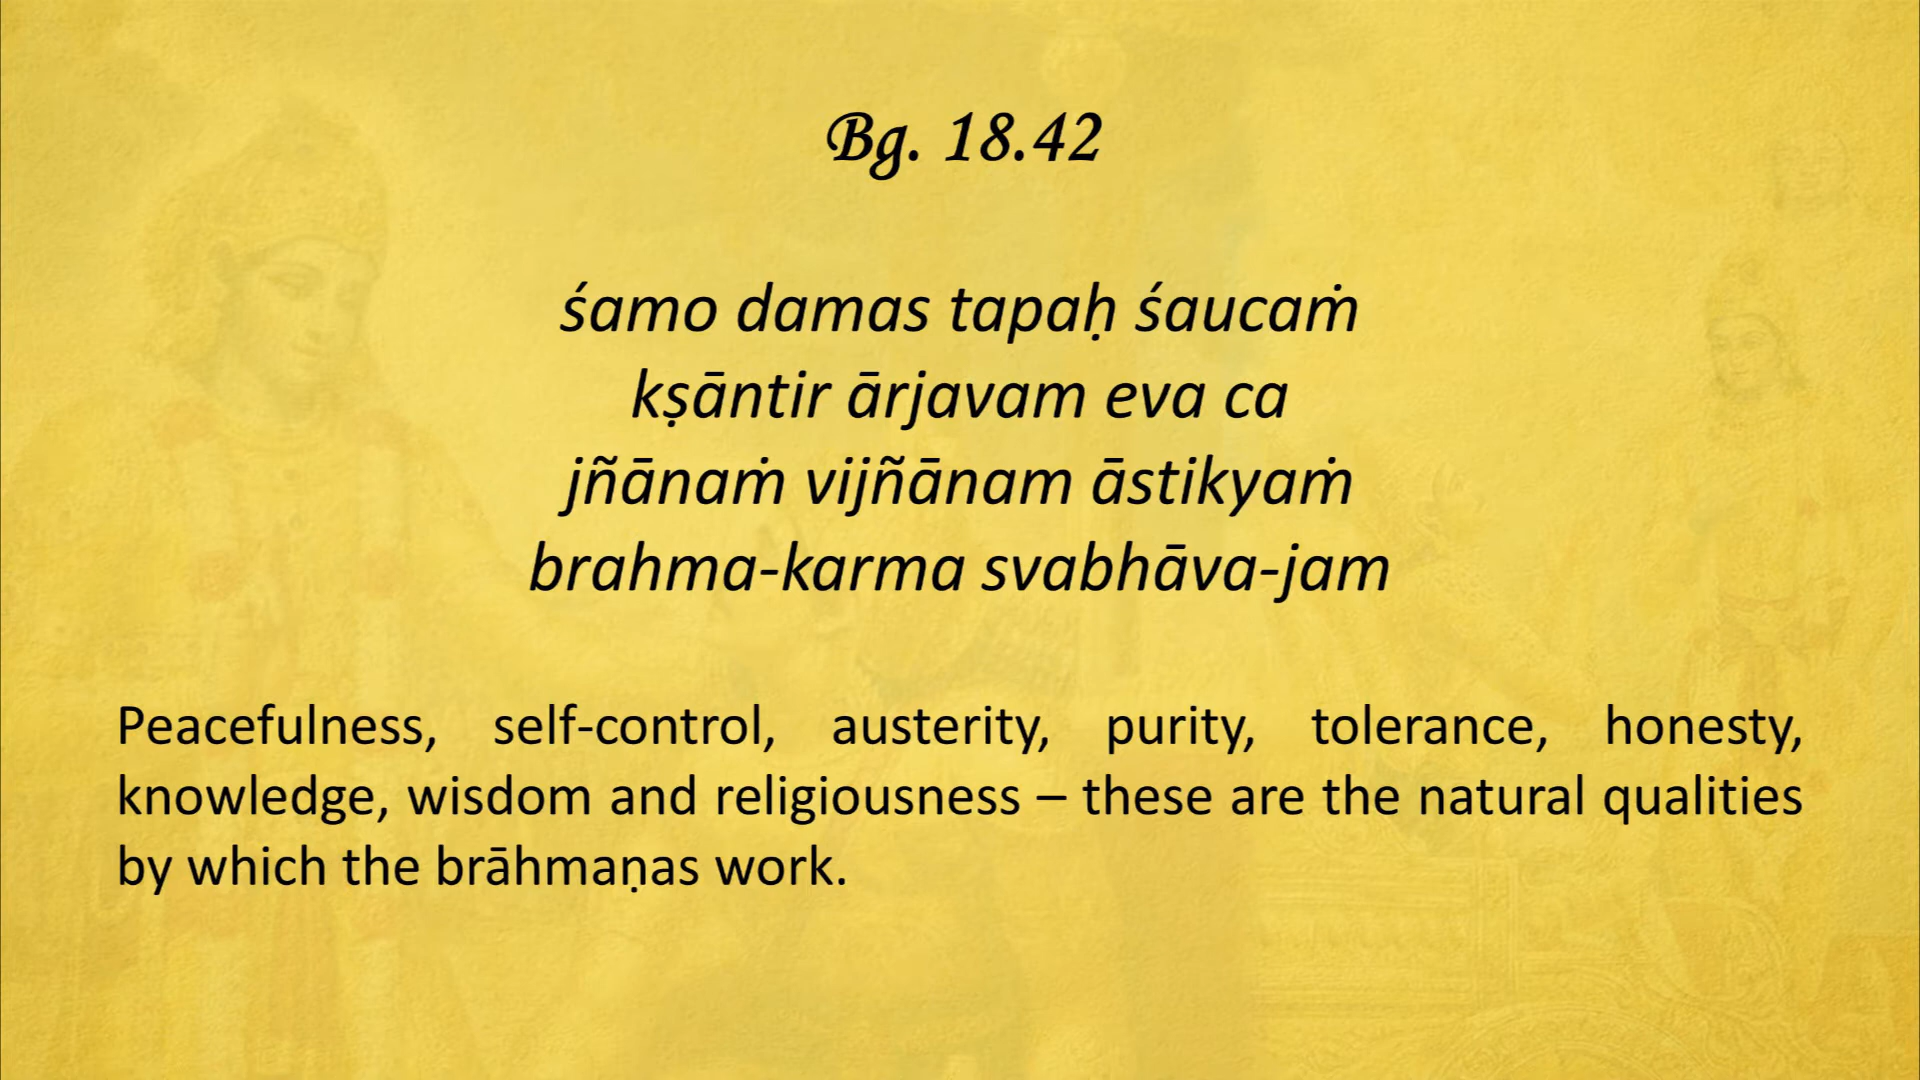 Bg. 18.42
śamo damas tapaḥ śaucaṁ
kṣāntir ārjavam eva ca
jñānaṁ vijñānam āstikyaṁ
brahma-karma svabhāva-jam
Peacefulness, self-control, austerity, purity, tolerance, honesty,
knowledge, wisdom and religiousness – these are the natural qualities
by which the brāhmaṇas work.